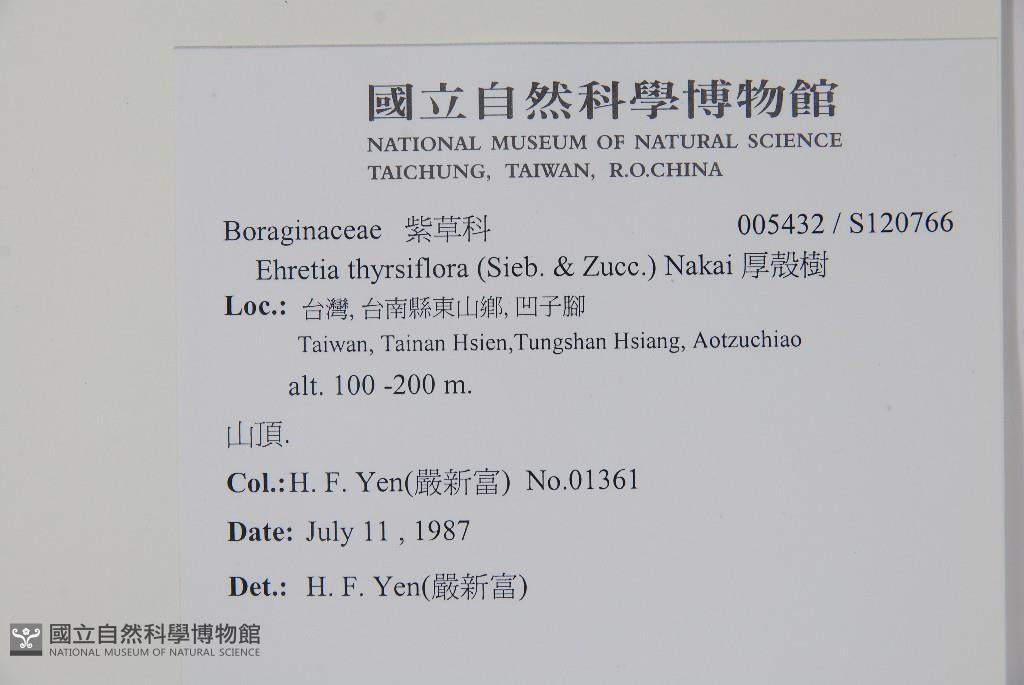 國立自然科學博物館
NATIONAL MUSEUM OF NATURAL SCIENCE
TAICHUNG, TAIWAN, R.O.CHINA
Boraginaceae 紫草科 005432 / S120766
Ehretia thyrsiflora (Sieb. & Zucc.) Nakai 厚殼樹
Loc.: 台灣, 台南縣東山鄉, 凹子腳
Taiwan, Tainan Hsien,Tungshan Hsiang, Aotzuchiao
alt. 100 -200 m.
山頂.
Col.:H. F. Yen(嚴新富) No.01361
Date: July 11 , 1987
Det.: H. F. Yen(嚴新富)
國立自然科學博物館
NATIONAL MUSEUM OF NATURAL SCIENCE